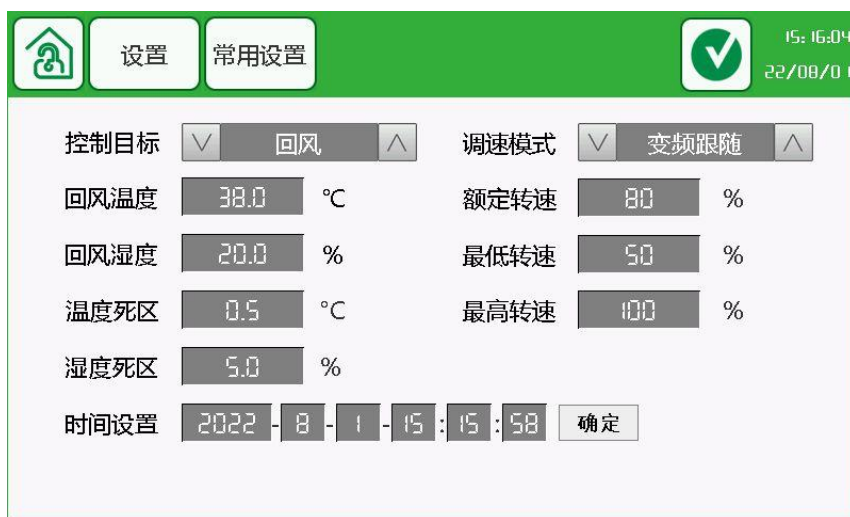 设置 常用设置 15:16:04
22/08/0
控制目标 ∨ 回风 ∧ 调速模式 ∨ 变频跟随 ∧
回风温度 38.0 ℃ 额定转速 80 %
回风湿度 20.0 % 最低转速 50 %
温度死区 0.5 ℃ 最高转速 100 %
湿度死区 5.0 %
时间设置 2022 - 8 - 1 - 15 : 15 : 58 确定